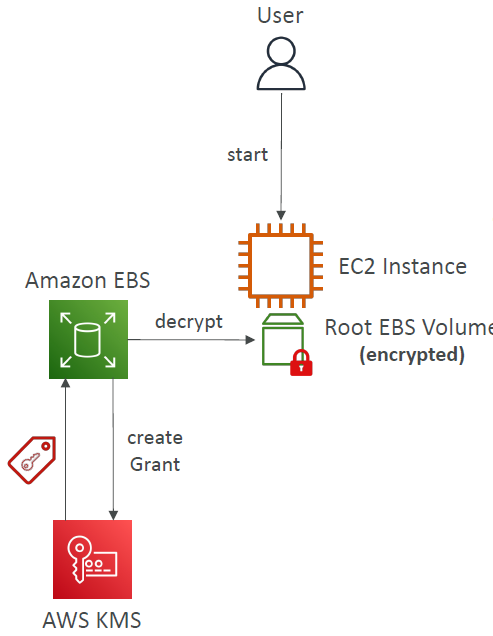 User
start
EC2 Instance
Amazon EBS
decrypt
Root EBS Volume
(encrypted)
create
Grant
AWS KMS